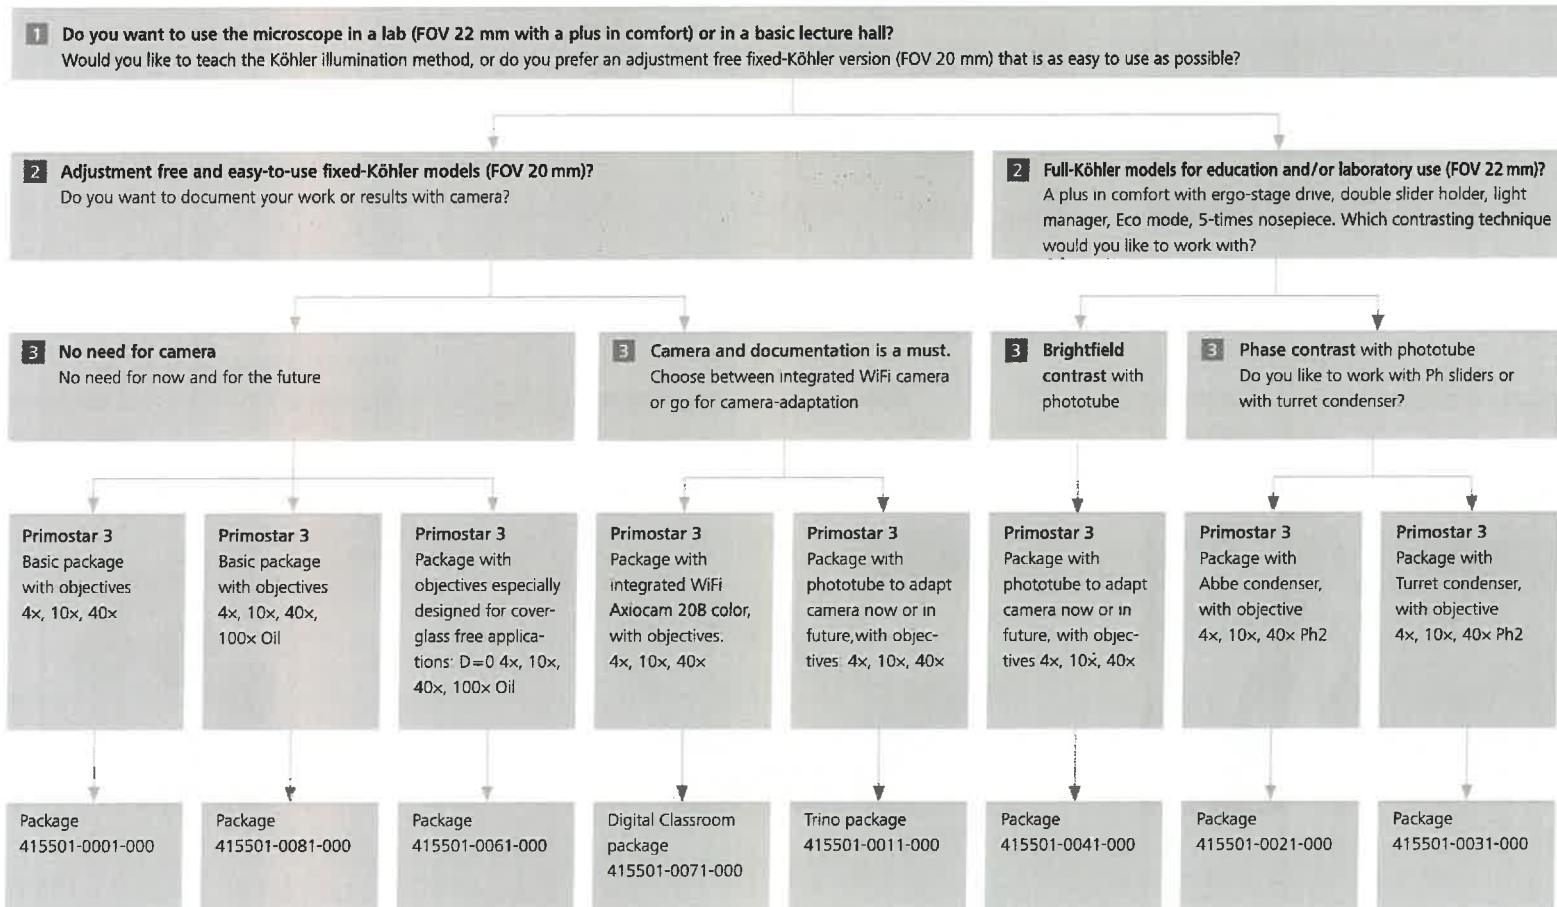 1 Do you want to use the microscope in a lab (FOV 22 mm with a plus in comfort) or in a basic lecture hall?
Would you like to teach the Köhler illumination method, or do you prefer an adjustment free fixed-Köhler version (FOV 20 mm) that is as easy to use as possible?
2 Adjustment free and easy-to-use fixed-Köhler models (FOV 20 mm)?
Do you want to document your work or results with camera?
2 Full-Köhler models for education and/or laboratory use (FOV 22 mm)?
A plus in comfort with ergo-stage drive, double slider holder, light
manager, Eco mode, 5-times nosepiece. Which contrasting technique
would you like to work with?
3 No need for camera
No need for now and for the future
3 Camera and documentation is a must.
Choose between integrated WiFi camera
or go for camera-adaptation
3 Brightfield
contrast with
phototube
3 Phase contrast with phototube
Do you like to work with Ph sliders or
with turret condenser?
Primostar 3
Basic package
with objectives
4x, 10x, 40x
Primostar 3
Basic package
with objectives
4x, 10x, 40x,
100x Oil
Primostar 3
Package with
objectives especially
designed for cover-
glass free applica-
tions: D=0 4x, 10x,
40x, 100x Oil
Primostar 3
Package with
integrated WiFi
Axiocam 208 color,
with objectives.
4x, 10x, 40x
Primostar 3
Package with
phototube to adapt
camera now or in
future,with objec-
tives: 4x, 10x, 40x
Primostar 3
Package with
phototube to adapt
camera now or in
future, with objec-
tives 4x, 10x, 40x
Primostar 3
Package with
Abbe condenser,
with objective
4x, 10x, 40x Ph2
Primostar 3
Package with
Turret condenser,
with objective
4x, 10x, 40x Ph2
Package
415501-0001-000
Package
415501-0081-000
Package
415501-0061-000
Digital Classroom
package
415501-0071-000
Trino package
415501-0011-000
Package
415501-0041-000
Package
415501-0021-000
Package
415501-0031-000